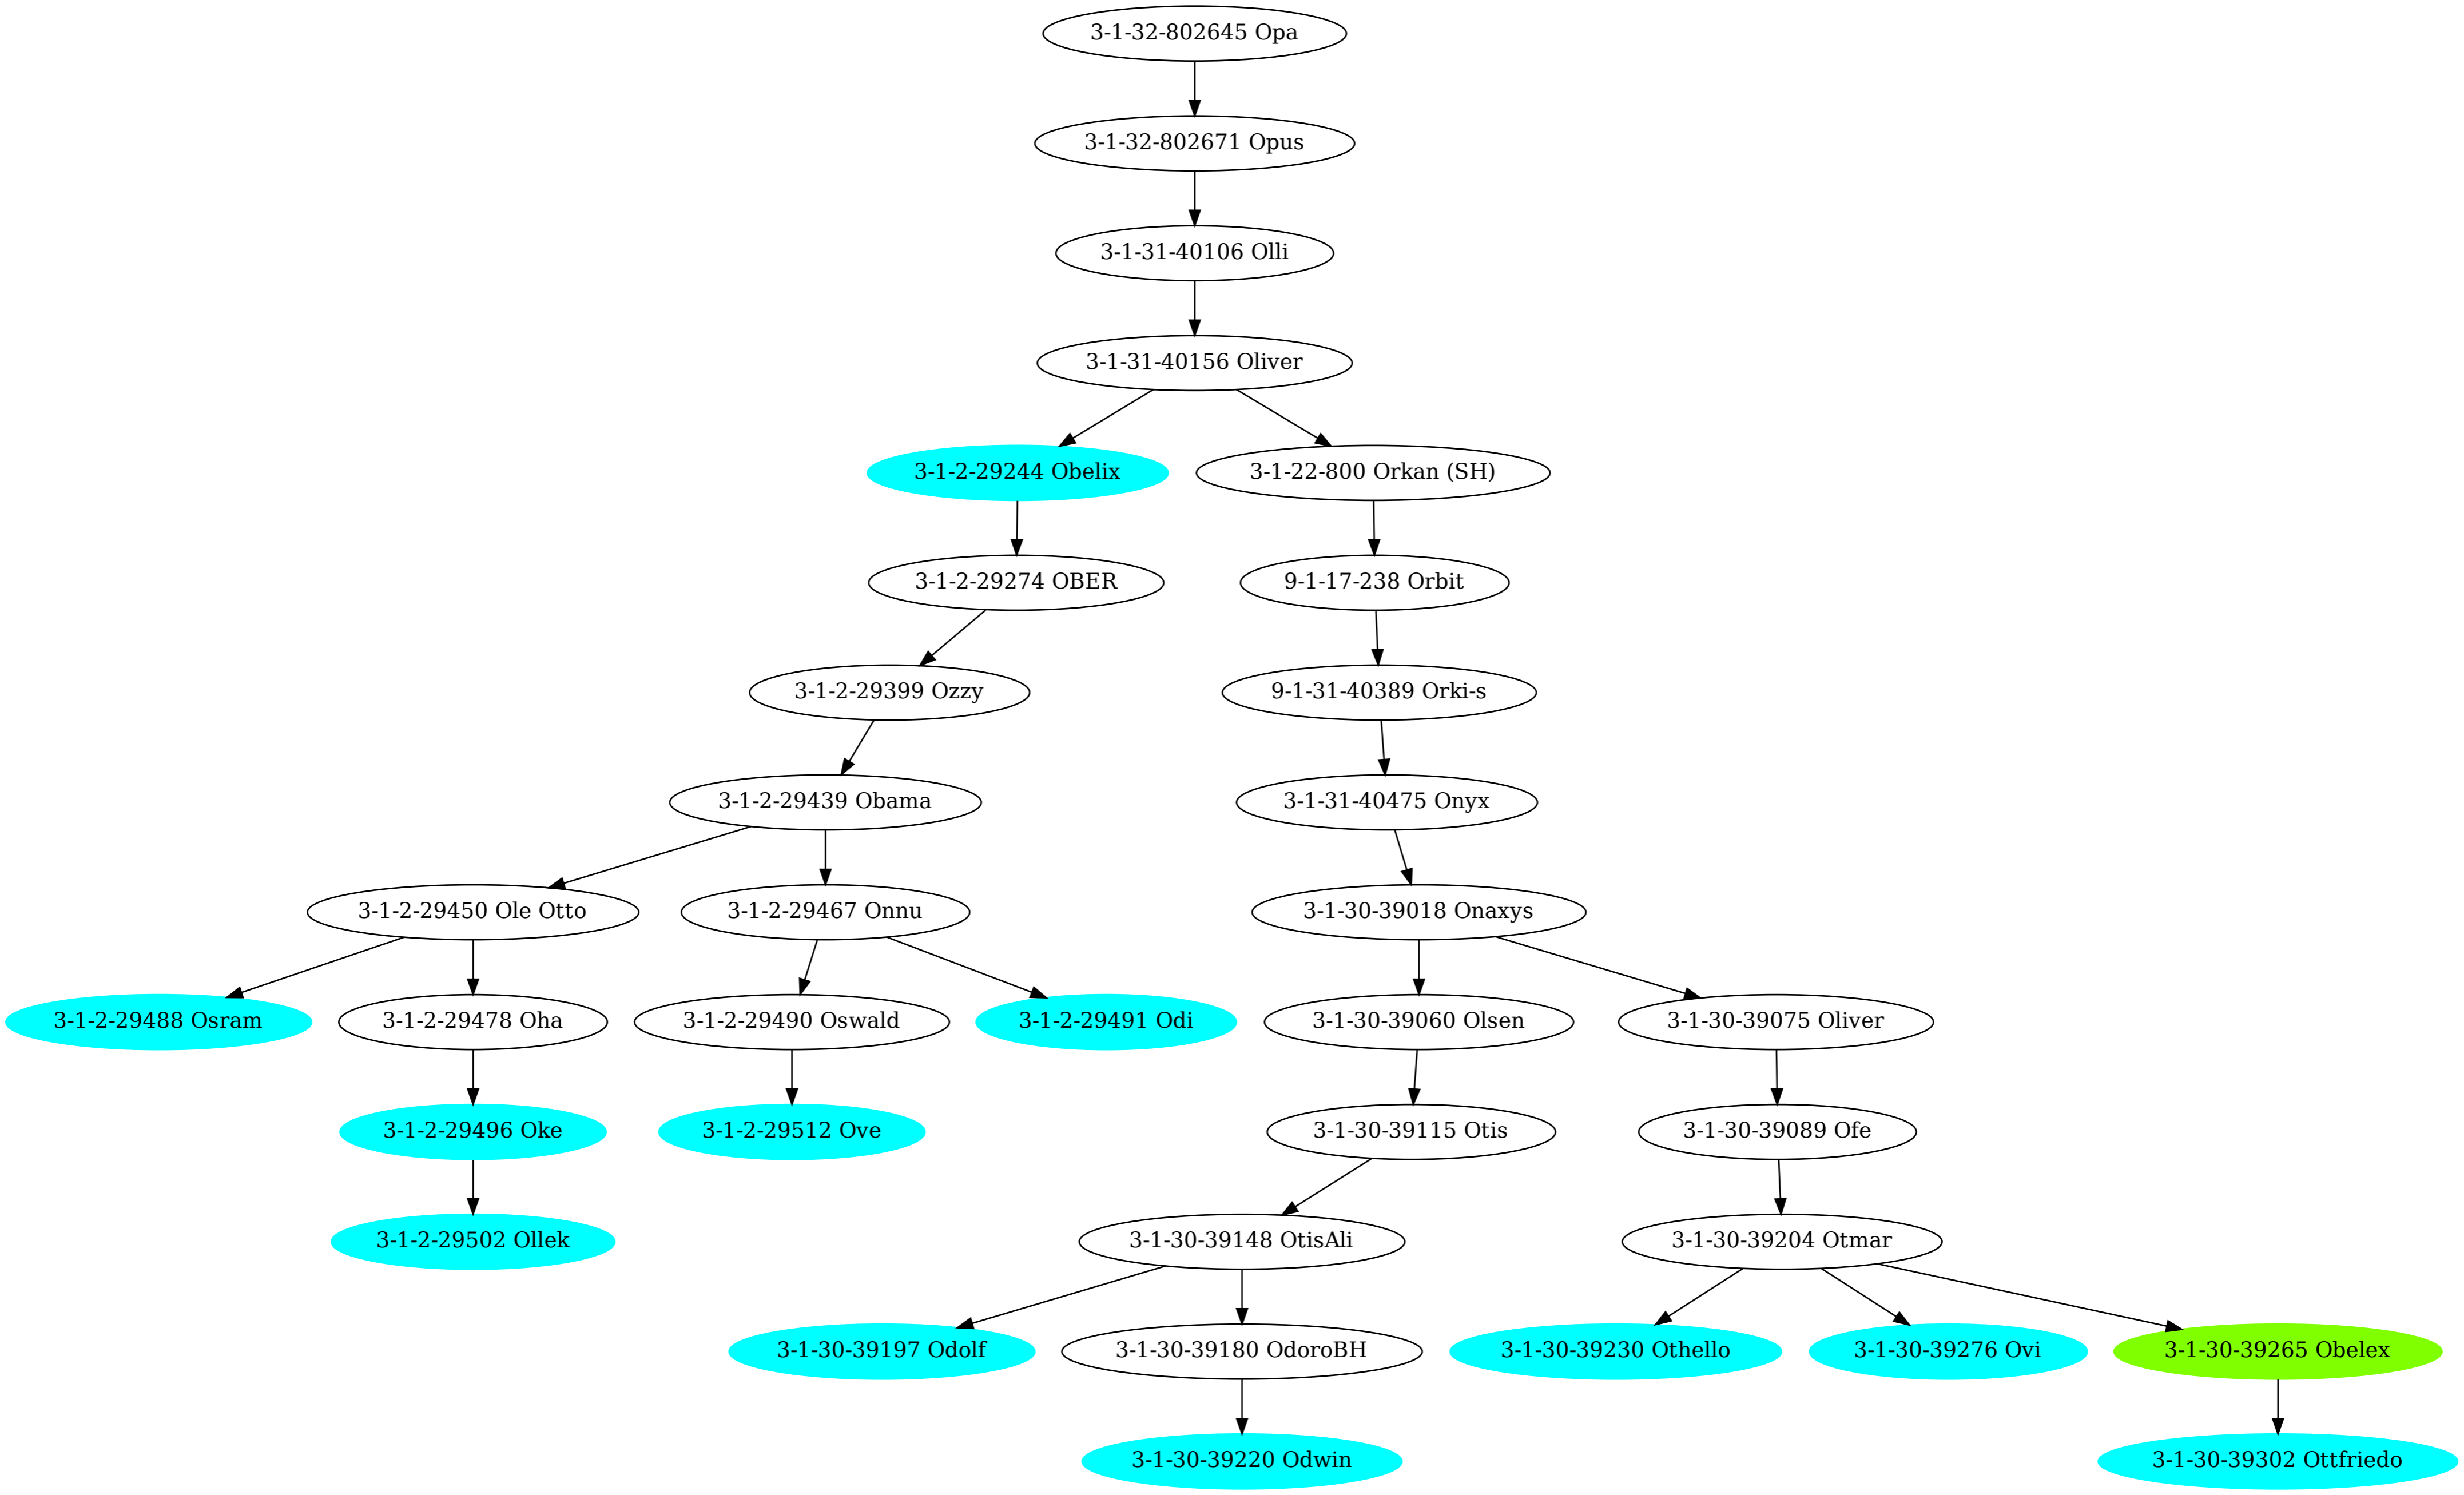 3-1-32-802645 Opa
3-1-32-802671 Opus
3-1-31-40106 Olli
3-1-31-40156 Oliver
3-1-2-29244 Obelix
3-1-22-800 Orkan (SH)
3-1-2-29274 OBER
9-1-17-238 Orbit
3-1-2-29399 Ozzy
9-1-31-40389 Orki-s
3-1-2-29439 Obama
3-1-31-40475 Onyx
3-1-2-29450 Ole Otto
3-1-2-29467 Onnu
3-1-30-39018 Onaxys
3-1-2-29488 Osram
3-1-2-29478 Oha
3-1-2-29490 Oswald
3-1-2-29491 Odi
3-1-30-39060 Olsen
3-1-30-39075 Oliver
3-1-2-29496 Oke
3-1-2-29512 Ove
3-1-30-39115 Otis
3-1-30-39089 Ofe
3-1-2-29502 Ollek
3-1-30-39148 OtisAli
3-1-30-39204 Otmar
3-1-30-39197 Odolf
3-1-30-39180 OdoroBH
3-1-30-39230 Othello
3-1-30-39276 Ovi
3-1-30-39265 Obelex
3-1-30-39220 Odwin
3-1-30-39302 Ottfriedo